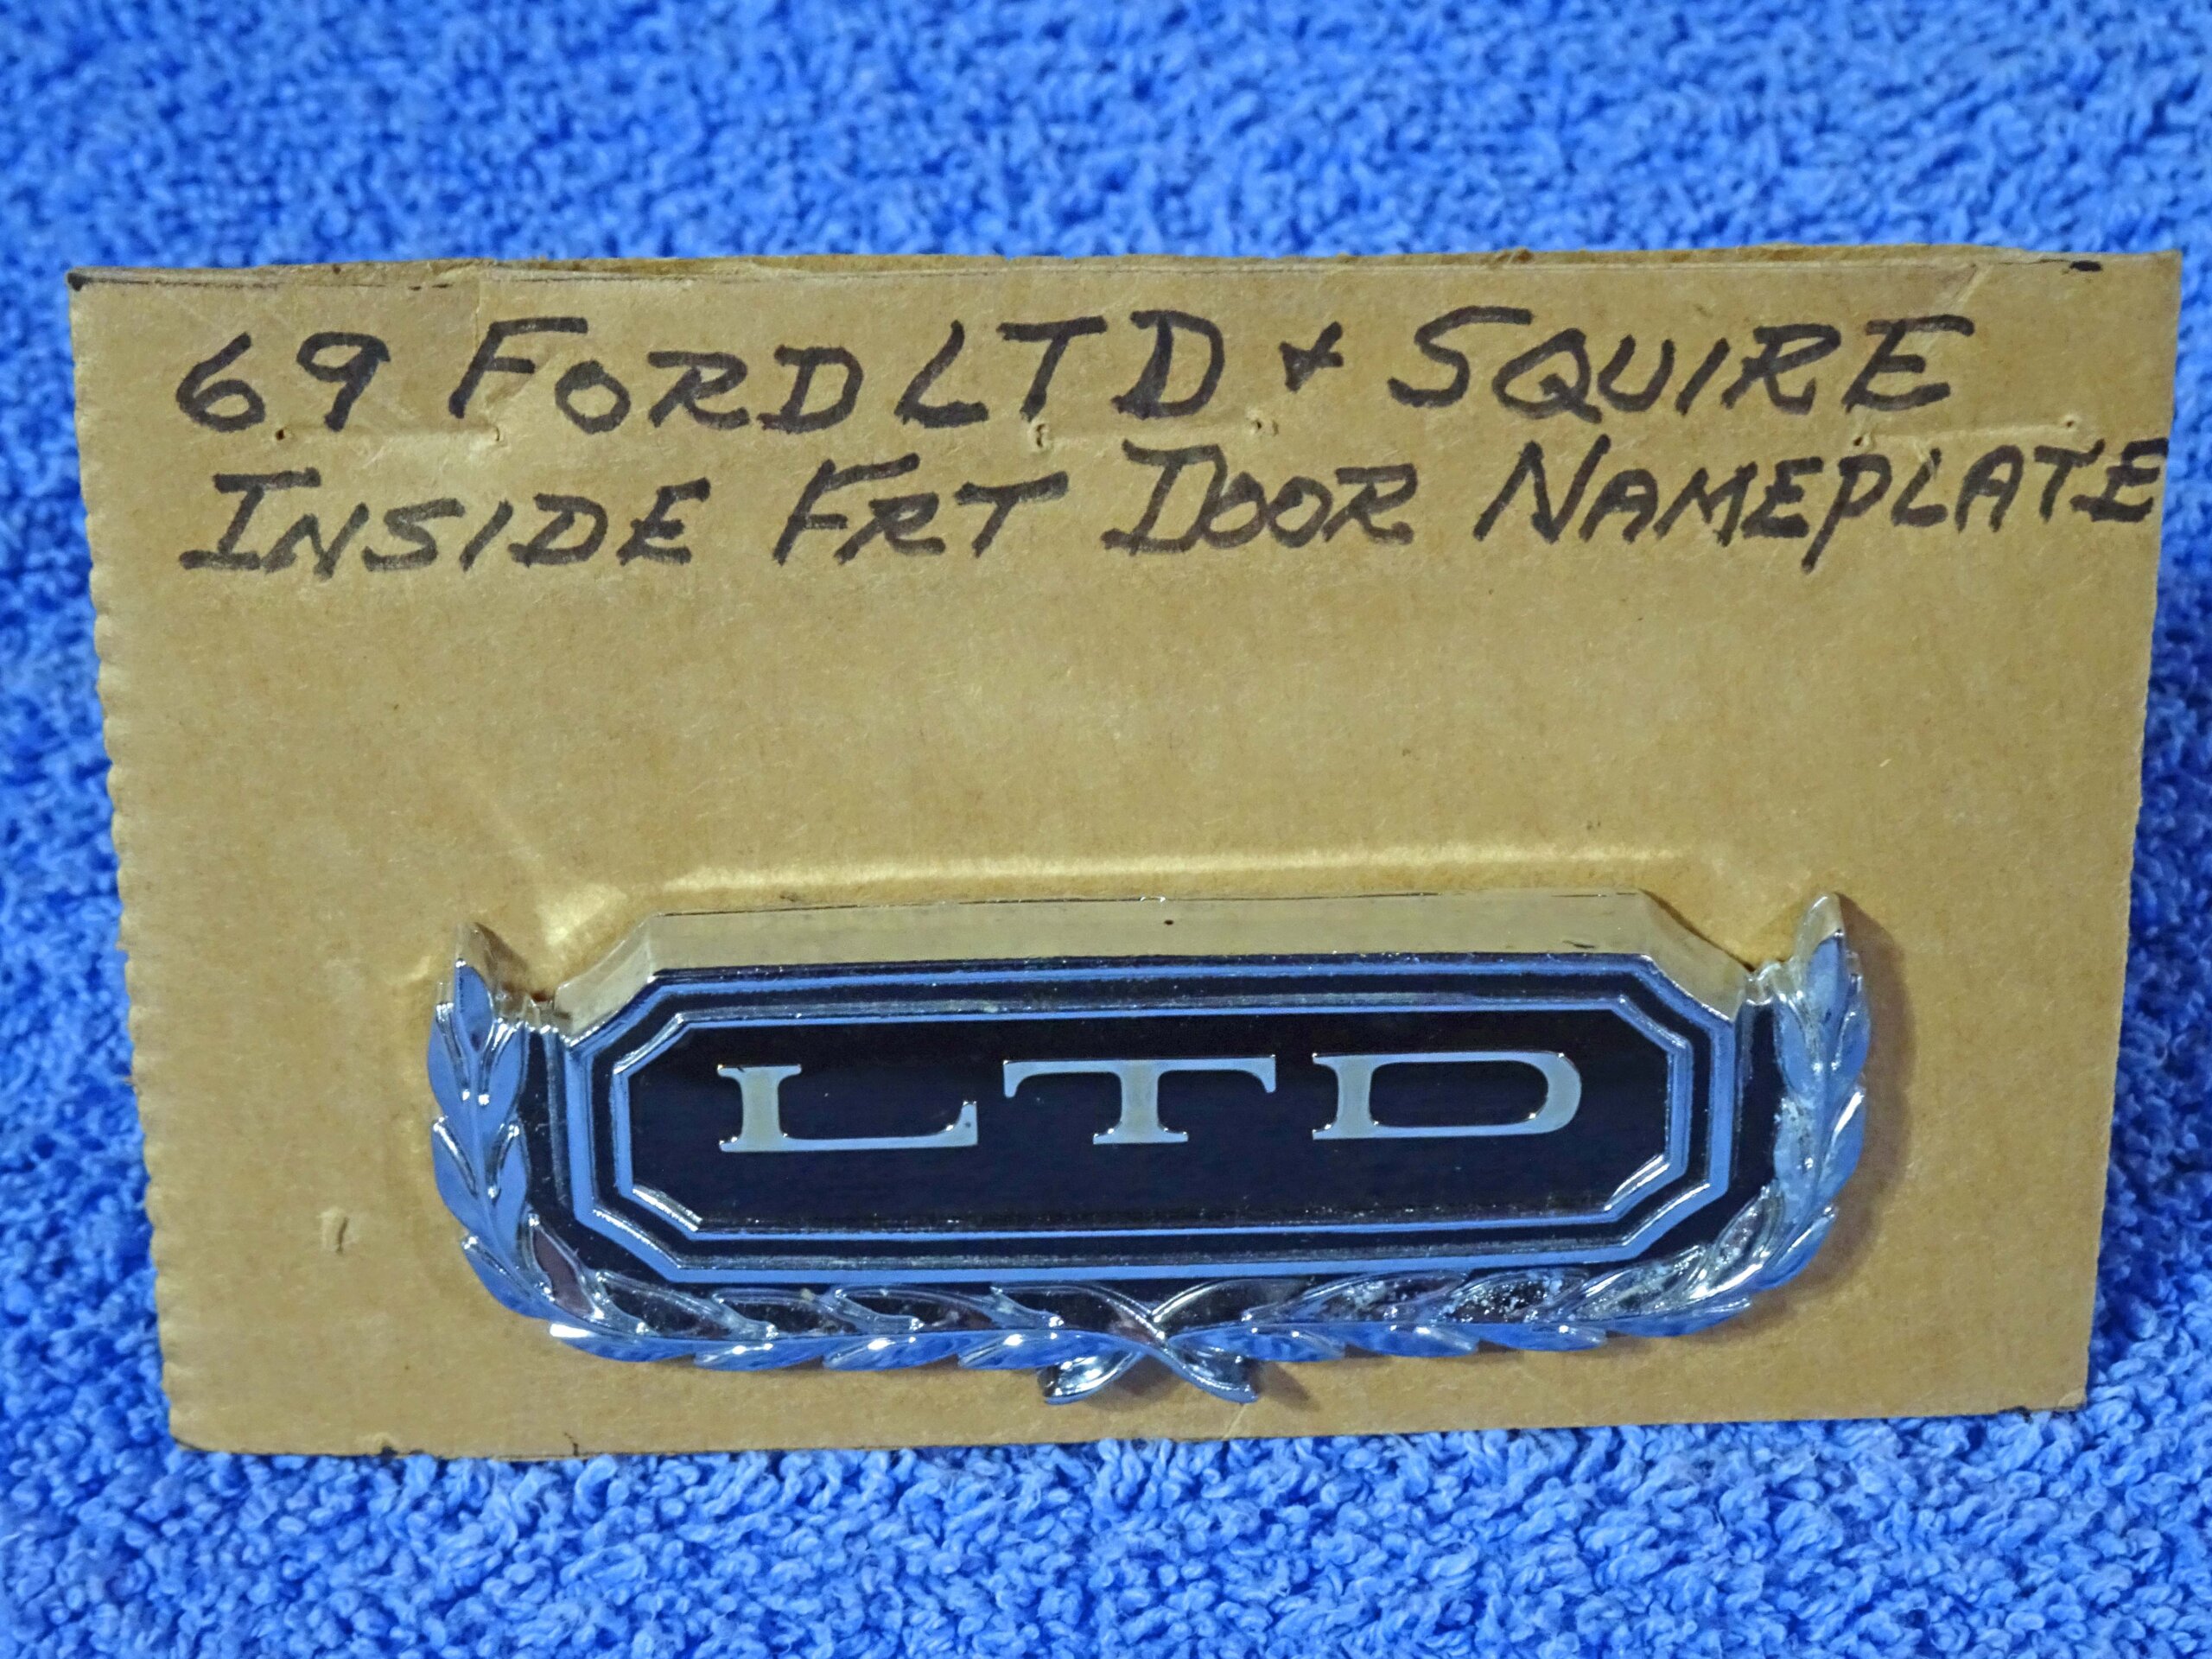 69 FORD LTD & SQUIRE
INSIDE FRT DOOR NAMEPLATE
LTD